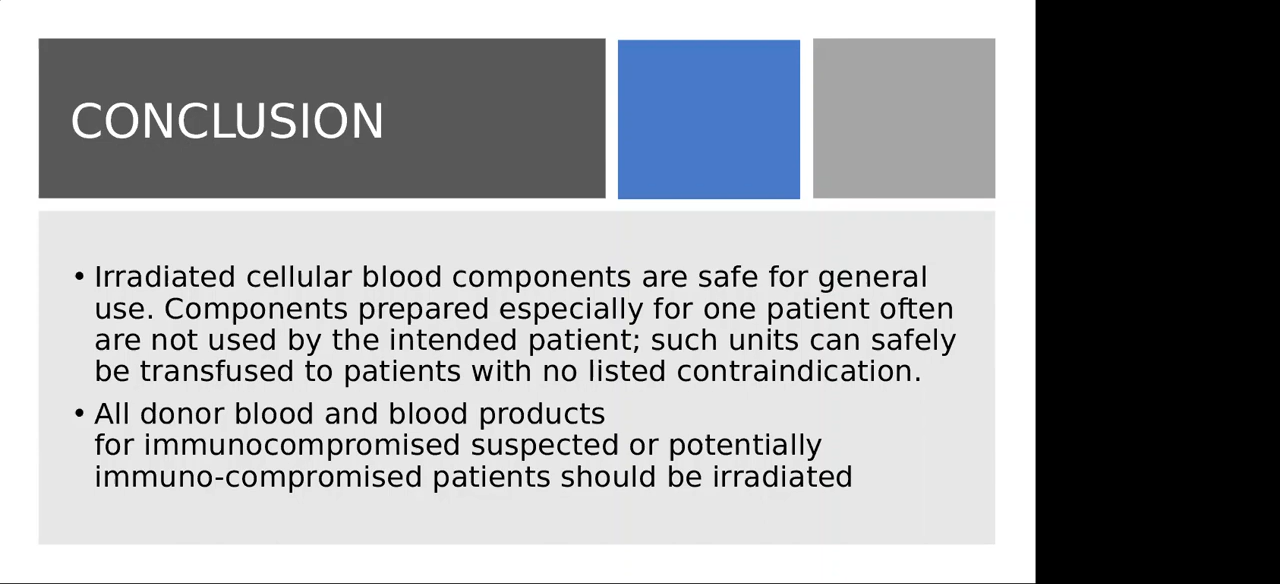 CONCLUSION
• Irradiated cellular blood components are safe for general
use. Components prepared especially for one patient often
are not used by the intended patient; such units can safely
be transfused to patients with no listed contraindication.
• All donor blood and blood products
for immunocompromised suspected or potentially
immuno-compromised patients should be irradiated